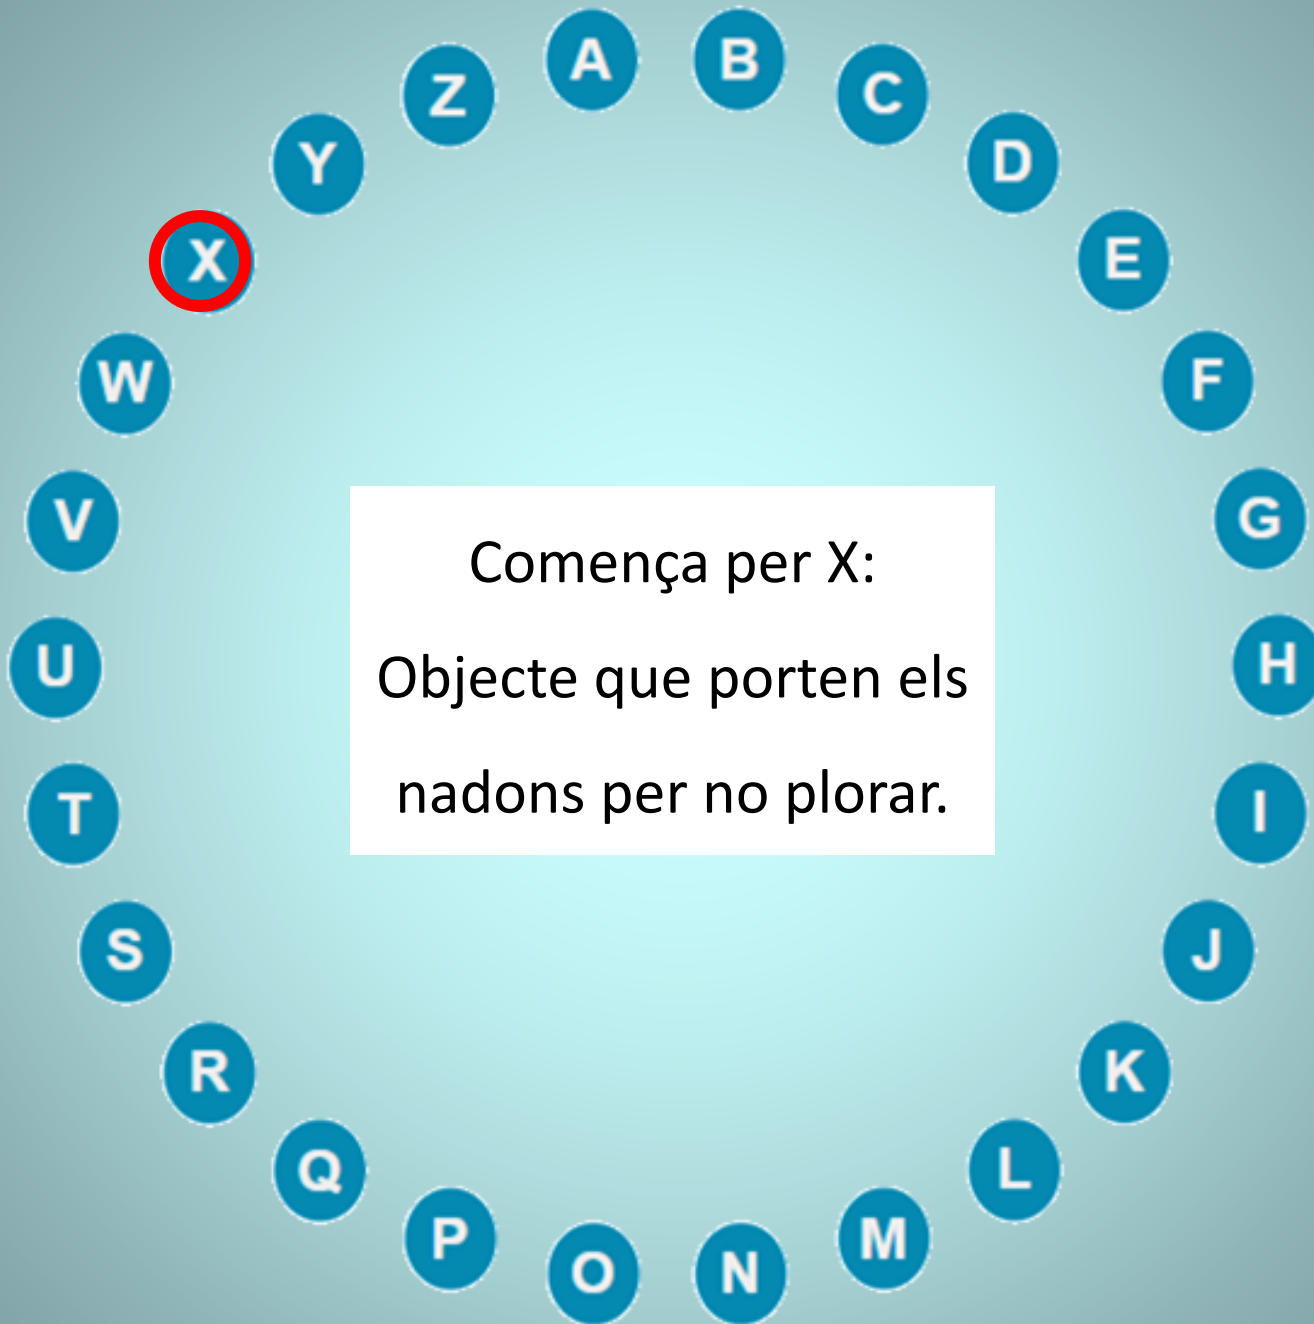 A
B
C
D
E
F
G
H
I
J
K
L
M
N
O
P
Q
R
S
T
U
V
W
X
Y
Z
Comença per X:
Objecte que porten els
nadons per no plorar.